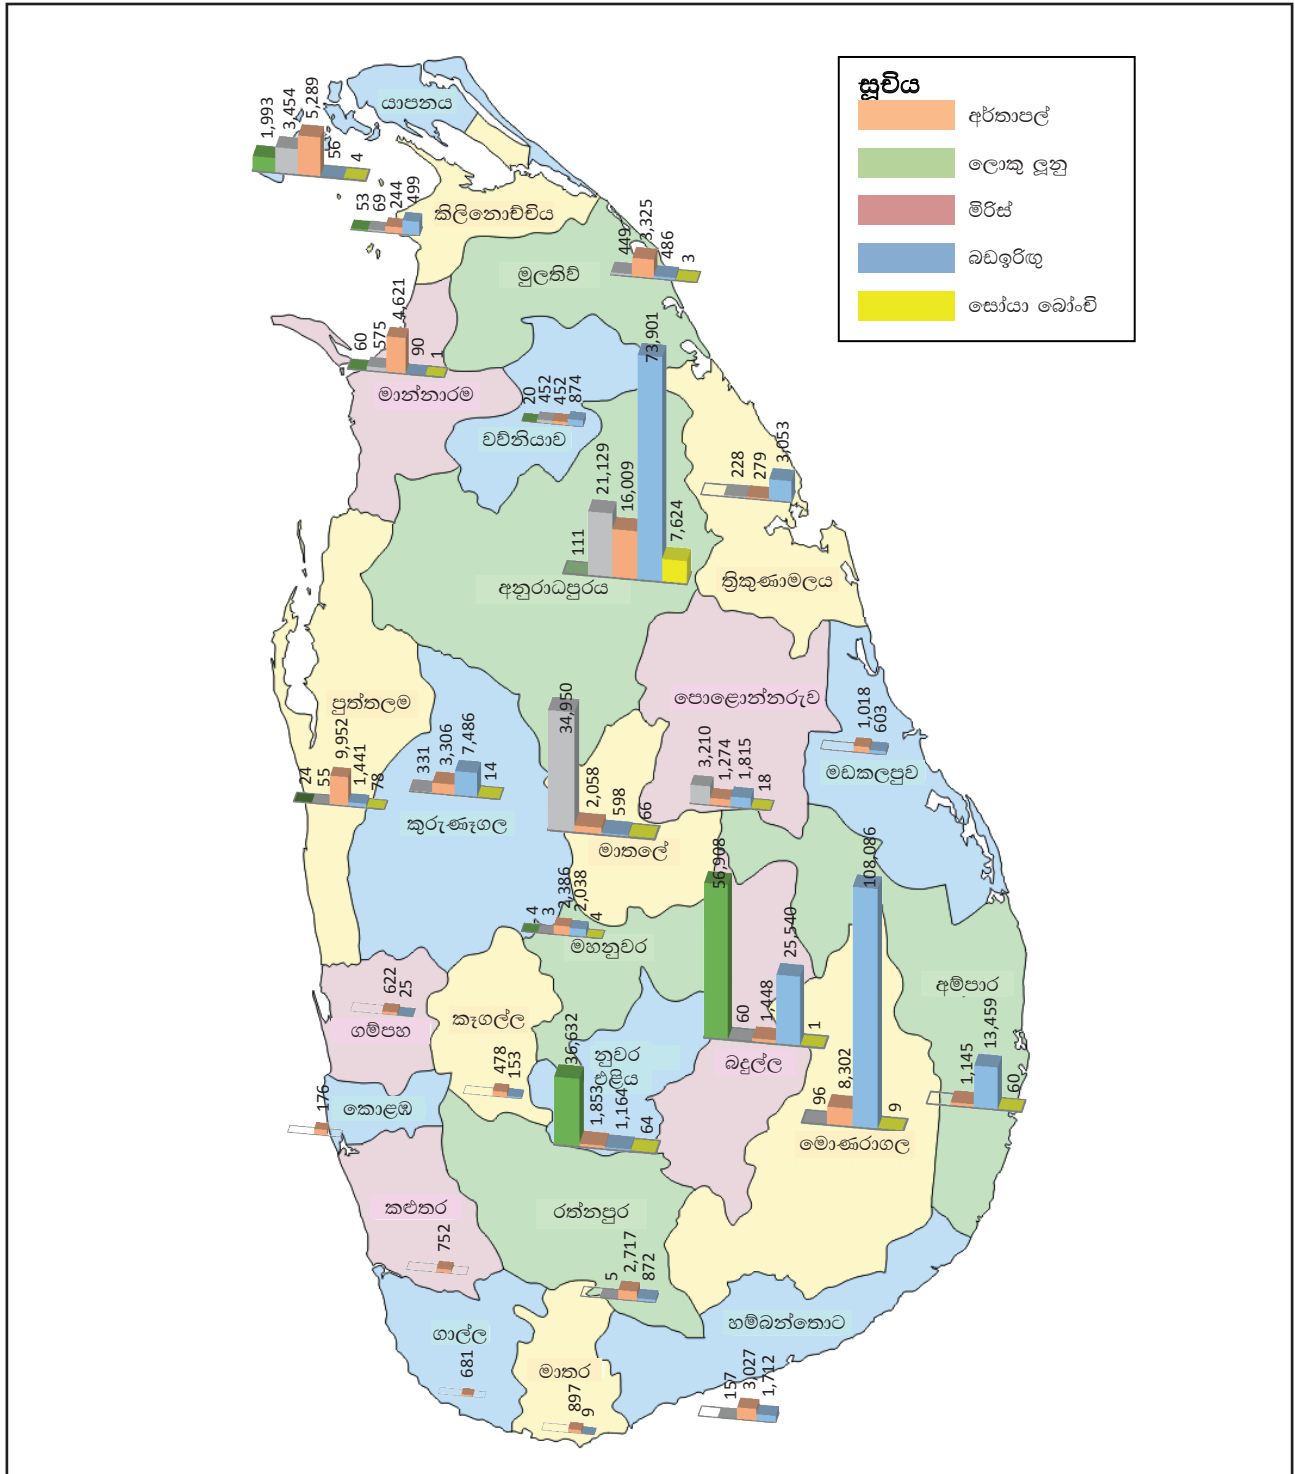 සූචිය
අර්තාපල්
ලොකු ලූනු
මිරිස්
බඩඉරිඟු
සෝයා බෝංචි
යාපනය
1,993 3,454 5,289 56 4
කිලිනොච්චිය
53 69 244 499
මුලතිව්
449 3,325 486 3
මාන්නාරම
60 575 4,621 90 1
වව්නියාව
20 452 452 874
අනුරාධපුරය
111 21,129 16,009 73,901 7,624
ත්‍රිකුණාමලය
228 279 3,053
පුත්තලම
24 55 9,952 1,441 78
කුරුණෑගල
331 3,306 7,486 14
මාතලේ
34,950 2,058 598 66
පොළොන්නරුව
3,210 1,274 1,815 18
මඩකලපුව
1,018 603
මහනුවර
4 3 2,386 2,038 4
ගම්පහ
622 25
කෑගල්ල
478 153
නුවර
එළිය
36,632 1,853 1,164 64
බදුල්ල
56,908 60 1,448 25,540 1
මොණරාගල
96 8,302 108,086 9
අම්පාර
1,145 13,459 60
කොළඹ
176
කළුතර
752
රත්නපුර
5 2,717 872
ගාල්ල
681
මාතර
897 9
හම්බන්තොට
157 3,027 1,712